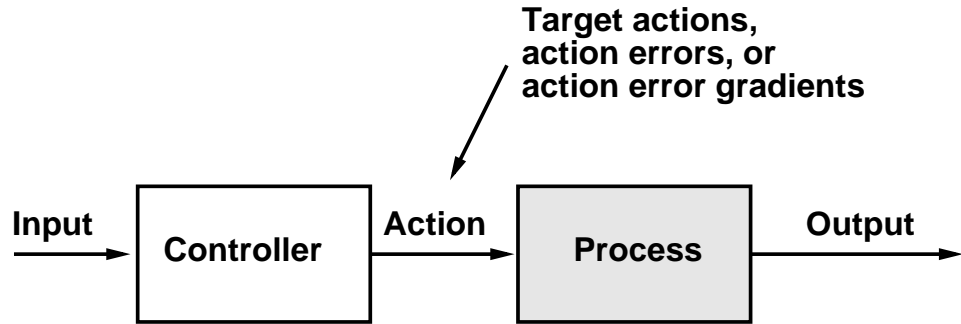 Target actions,
action errors, or
action error gradients
Input
Controller
Action
Process
Output